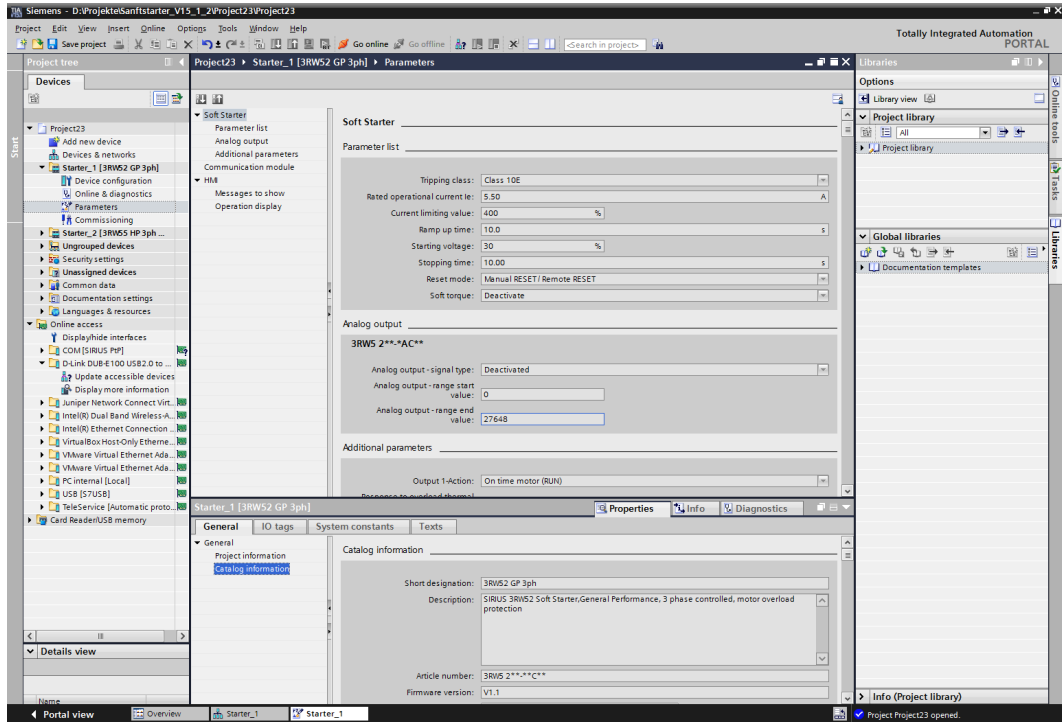 Siemens - D:\Projekte\Sanftstarter_V15_1_2\Project23\Project23
Project Edit View Insert Online Options Tools Window Help
Save project
Go online
Go offline
<Search in project>
Totally Integrated Automation
PORTAL
Start
Project tree
Devices
Project23
Add new device
Devices & networks
Starter_1 [3RW52 GP 3ph]
Device configuration
Online & diagnostics
Parameters
Commissioning
Starter_2 [3RW55 HP 3ph ...
Ungrouped devices
Security settings
Unassigned devices
Common data
Documentation settings
Languages & resources
Online access
Display/hide interfaces
COM [SIRIUS PtP]
D-Link DUB-E100 USB2.0 to ...
Update accessible devices
Display more information
Juniper Network Connect Virt...
Intel(R) Dual Band Wireless-A...
Intel(R) Ethernet Connection ...
VirtualBox Host-Only Etherne...
VMware Virtual Ethernet Ada...
VMware Virtual Ethernet Ada...
PC internal [Local]
USB [S7USB]
TeleService [Automatic proto...
Card Reader/USB memory
Details view
Name
Project23 ▸ Starter_1 [3RW52 GP 3ph] ▸ Parameters
Soft Starter
Parameter list
Analog output
Additional parameters
Communication module
HMI
Messages to show
Operation display
Soft Starter
Parameter list
Tripping class: Class 10E
Rated operational current Ie: 5.50 A
Current limiting value: 400 %
Ramp up time: 10.0 s
Starting voltage: 30 %
Stopping time: 10.00 s
Reset mode: Manual RESET / Remote RESET
Soft torque: Deactivate
Analog output
3RW5 2**-*AC**
Analog output - signal type: Deactivated
Analog output - range start value: 0
Analog output - range end value: 27648
Additional parameters
Output 1-Action: On time motor (RUN)
Response to overload thermal
Starter_1 [3RW52 GP 3ph]
Properties
Info
Diagnostics
General
IO tags
System constants
Texts
General
Project information
Catalog information
Catalog information
Short designation: 3RW52 GP 3ph
Description: SIRIUS 3RW52 Soft Starter,General Performance, 3 phase controlled, motor overload
protection
Article number: 3RW5 2**-**C**
Firmware version: V1.1
Libraries
Options
Library view
Project library
All
Project library
Global libraries
Documentation templates
Info (Project library)
Online tools
Tasks
Libraries
Portal view
Overview
Starter_1
Starter_1
Project Project23 opened.